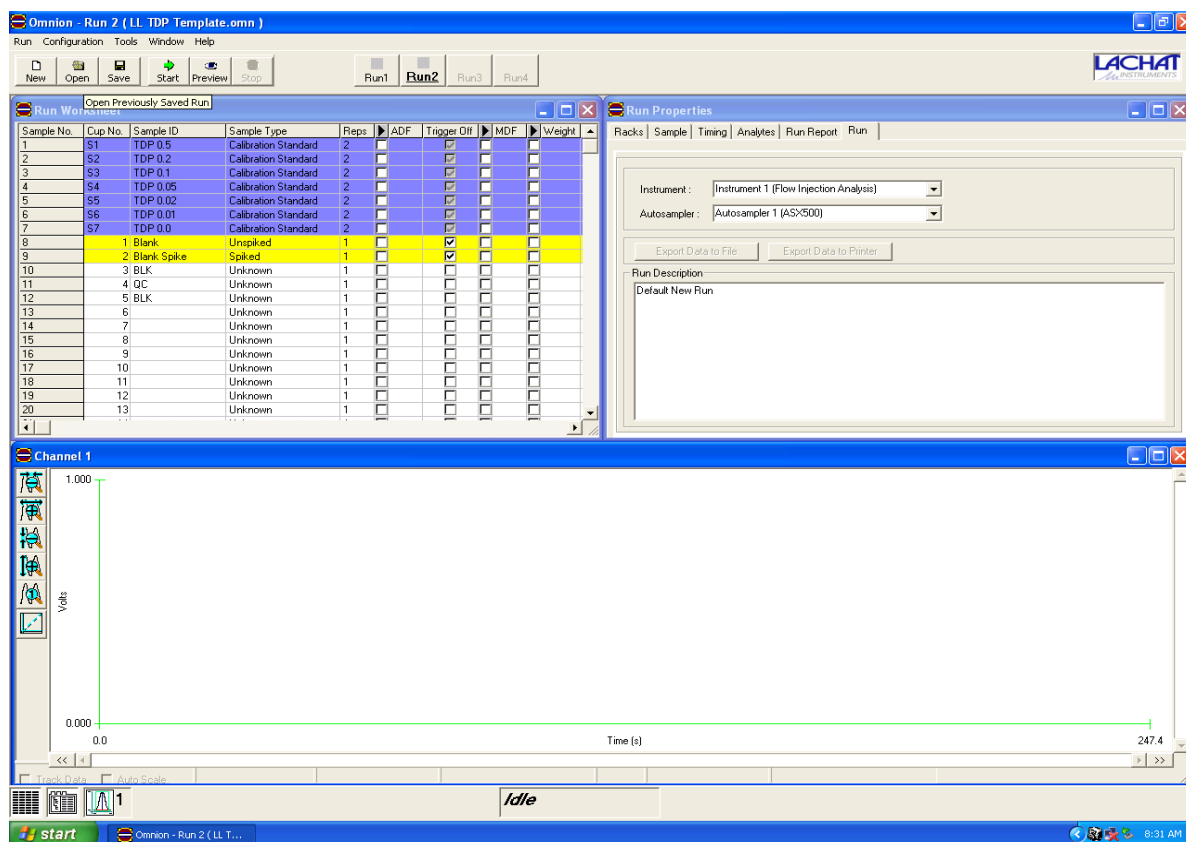 Omnion - Run 2 ( LL TDP Template.omn )
Run Configuration Tools Window Help
New Open Save Start Preview Stop Run1 Run2 Run3 Run4
LACHAT
INSTRUMENTS
Open Previously Saved Run
Run Worksheet
Sample No. Cup No. Sample ID Sample Type Reps ADF Trigger Off MDF Weight
1 S1 TDP 0.5 Calibration Standard 2
2 S2 TDP 0.2 Calibration Standard 2
3 S3 TDP 0.1 Calibration Standard 2
4 S4 TDP 0.05 Calibration Standard 2
5 S5 TDP 0.02 Calibration Standard 2
6 S6 TDP 0.01 Calibration Standard 2
7 S7 TDP 0.0 Calibration Standard 2
8 1 Blank Unspiked 1
9 2 Blank Spike Spiked 1
10 3 BLK Unknown 1
11 4 QC Unknown 1
12 5 BLK Unknown 1
13 6 Unknown 1
14 7 Unknown 1
15 8 Unknown 1
16 9 Unknown 1
17 10 Unknown 1
18 11 Unknown 1
19 12 Unknown 1
20 13 Unknown 1
Run Properties
Racks Sample Timing Analytes Run Report Run
Instrument : Instrument 1 (Flow Injection Analysis)
Autosampler : Autosampler 1 (ASX500)
Export Data to File Export Data to Printer
Run Description
Default New Run
Channel 1
1.000
Volts
0.000
0.0 Time (s) 247.4
<< >>
Track Data Auto Scale
1 Idle
start Omnion - Run 2 ( LL T... 8:31 AM